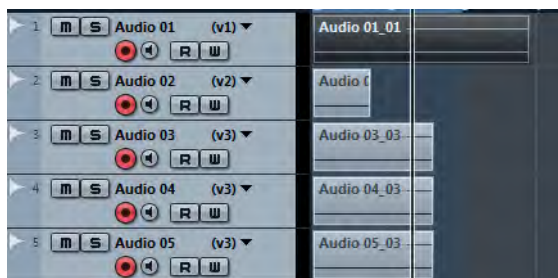 1 m S Audio 01 (v1) Audio 01_01
R W
2 m S Audio 02 (v2) Audio
R W
3 m S Audio 03 (v3) Audio 03_03
R W
4 m S Audio 04 (v3) Audio 04_03
R W
5 m S Audio 05 (v3) Audio 05_03
R W